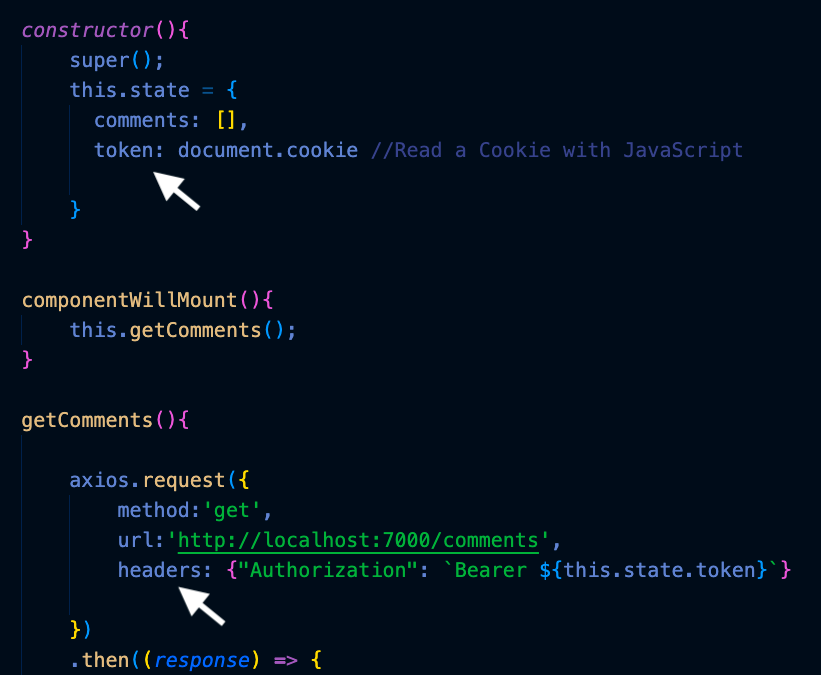 constructor(){
super();
this.state = {
comments: [],
token: document.cookie //Read a Cookie with JavaScript
}
}
componentWillMount(){
this.getComments();
}
getComments(){
axios.request({
method:'get',
url:'http://localhost:7000/comments',
headers: {"Authorization": `Bearer ${this.state.token}`}
})
.then((response) => {